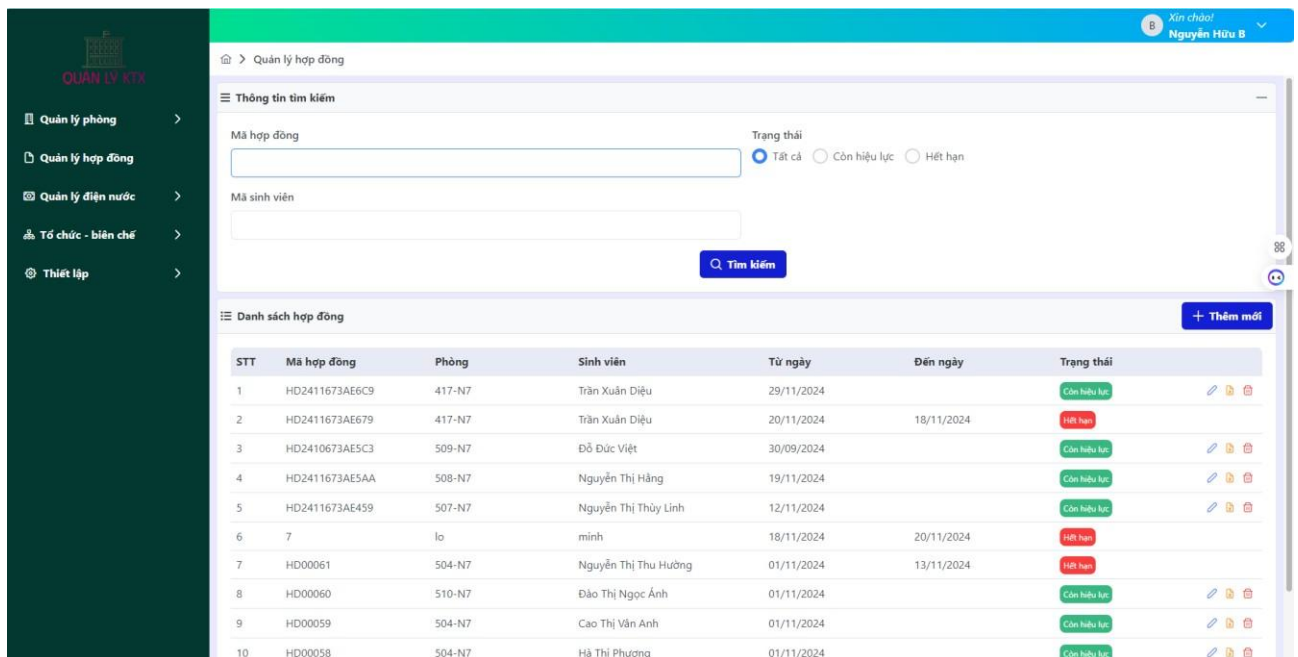 Xin chào!
B
Nguyễn Hữu B
QUẢN LÝ KTX
Quản lý hợp đồng
Thông tin tìm kiếm
Quản lý phòng
Mã hợp đồng
Trạng thái
Tất cả Còn hiệu lực Hết hạn
Quản lý hợp đồng
Quản lý điện nước
Mã sinh viên
Tổ chức - biên chế
Thiết lập
Tìm kiếm
Danh sách hợp đồng
Thêm mới
STT Mã hợp đồng Phòng Sinh viên Từ ngày Đến ngày Trạng thái
1 HD2411673AE6C9 417-N7 Trần Xuân Diệu 29/11/2024 Còn hiệu lực
2 HD2411673AE679 417-N7 Trần Xuân Diệu 20/11/2024 18/11/2024 Hết hạn
3 HD2410673AE5C3 509-N7 Đỗ Đức Việt 30/09/2024 Còn hiệu lực
4 HD2411673AE5AA 508-N7 Nguyễn Thị Hằng 19/11/2024 Còn hiệu lực
5 HD2411673AE459 507-N7 Nguyễn Thị Thùy Linh 12/11/2024 Còn hiệu lực
6 7 lo minh 18/11/2024 20/11/2024 Hết hạn
7 HD00061 504-N7 Nguyễn Thị Thu Hường 01/11/2024 13/11/2024 Hết hạn
8 HD00060 510-N7 Đào Thị Ngọc Ánh 01/11/2024 Còn hiệu lực
9 HD00059 504-N7 Cao Thị Vân Anh 01/11/2024 Còn hiệu lực
10 HD00058 504-N7 Hà Thị Phương 01/11/2024 Còn hiệu lực